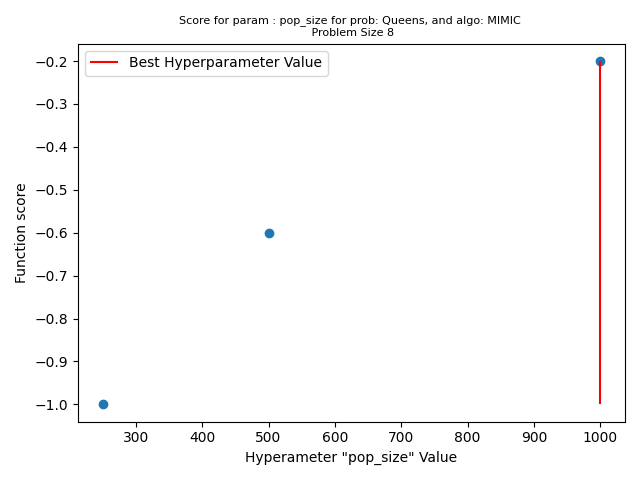 Score for param : pop_size for prob: Queens, and algo: MIMIC
Problem Size 8
Best Hyperparameter Value
Function score
−0.2
−0.3
−0.4
−0.5
−0.6
−0.7
−0.8
−0.9
−1.0
300 400 500 600 700 800 900 1000
Hyperameter "pop_size" Value